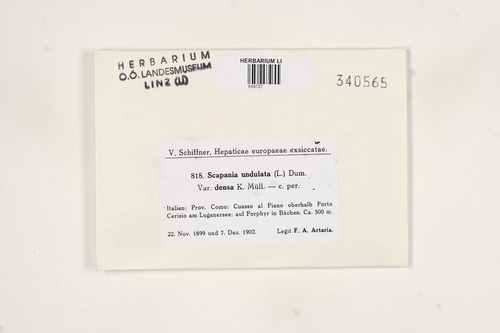 HERBARIUM
O.Ö. LANDESMUSEUM
LINZ (LI)
HERBARIUM LI
659727
340565
V. Schiffner, Hepaticae europaeae exsiccatae.
818. Scapania undulata (L.) Dum.
Var. densa K. Müll. — c. per.
Italien: Prov. Como; Cuasso al Piano oberhalb Porto
Cerisio am Luganersee; auf Porphyr in Bächen. Ca. 500 m.
22. Nov. 1899 und 7. Dez. 1902. Legit F. A. Artaria.